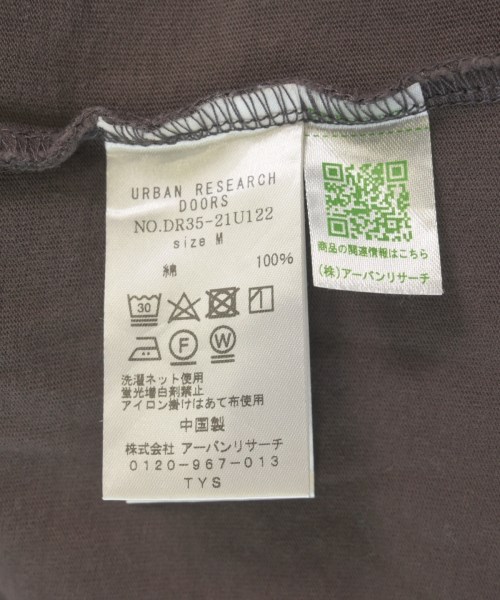 URBAN RESEARCH
DOORS
NO.DR35-21U122
size M
綿 100%
30
F W
洗濯ネット使用
蛍光増白剤禁止
アイロン掛けはあて布使用
中国製
株式会社 アーバンリサーチ
0120-967-013
TYS
商品の関連情報はこちら
(株)アーバンリサーチ